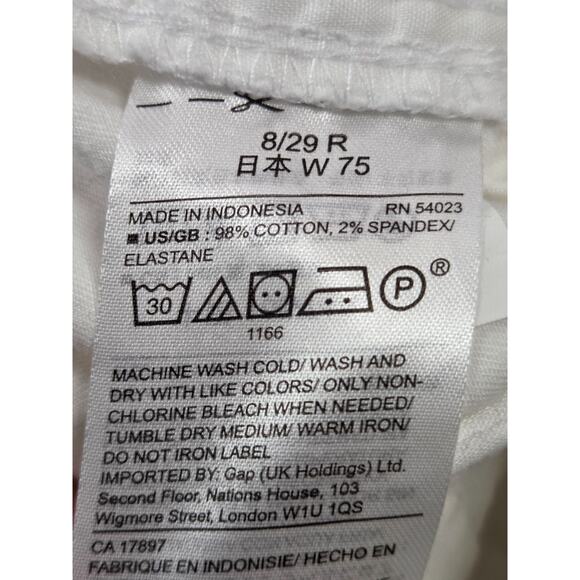 8/29 R
日本 W 75
MADE IN INDONESIA RN 54023
US/GB : 98% COTTON, 2% SPANDEX/
ELASTANE
30 P ®
1166
MACHINE WASH COLD/ WASH AND
DRY WITH LIKE COLORS/ ONLY NON-
CHLORINE BLEACH WHEN NEEDED/
TUMBLE DRY MEDIUM/ WARM IRON/
DO NOT IRON LABEL
IMPORTED BY: Gap (UK Holdings) Ltd.
Second Floor, Nations House, 103
Wigmore Street, London W1U 1QS
CA 17897
FABRIQUE EN INDONISIE/ HECHO EN